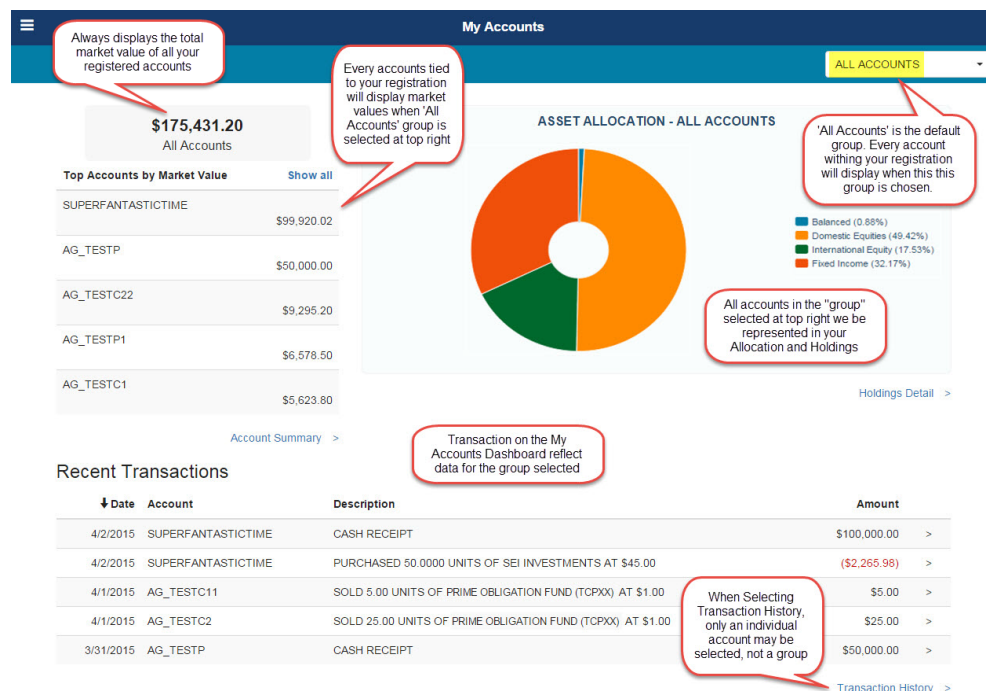 My Accounts
Always displays the total
market value of all your
registered accounts
Every accounts tied
to your registration
will display market
values when 'All
Accounts' group is
selected at top right
ALL ACCOUNTS
'All Accounts' is the default
group. Every account
withing your registration
will display when this this
group is chosen.
$175,431.20
All Accounts
Top Accounts by Market Value Show all
SUPERFANTASTICTIME
$99,920.02
AG_TESTP
$50,000.00
AG_TESTC22
$9,295.20
AG_TESTP1
$6,578.50
AG_TESTC1
$5,623.80
Account Summary >
ASSET ALLOCATION - ALL ACCOUNTS
Balanced (0.88%)
Domestic Equities (49.42%)
International Equity (17.53%)
Fixed Income (32.17%)
All accounts in the "group"
selected at top right we be
represented in your
Allocation and Holdings
Holdings Detail >
Transaction on the My
Accounts Dashboard reflect
data for the group selected
Recent Transactions
Date Account Description Amount
4/2/2015 SUPERFANTASTICTIME CASH RECEIPT $100,000.00 >
4/2/2015 SUPERFANTASTICTIME PURCHASED 50.0000 UNITS OF SEI INVESTMENTS AT $45.00 ($2,265.98) >
4/1/2015 AG_TESTC11 SOLD 5.00 UNITS OF PRIME OBLIGATION FUND (TCPXX) AT $1.00 $5.00 >
4/1/2015 AG_TESTC2 SOLD 25.00 UNITS OF PRIME OBLIGATION FUND (TCPXX) AT $1.00 $25.00 >
3/31/2015 AG_TESTP CASH RECEIPT $50,000.00 >
When Selecting
Transaction History,
only an individual
account may be
selected, not a group
Transaction History >